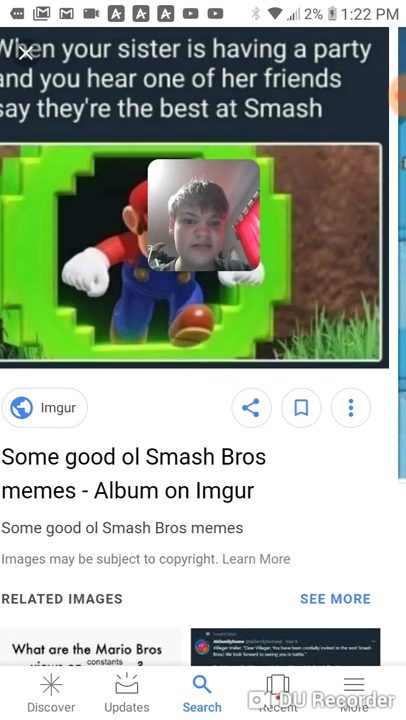 2% 1:22 PM
When your sister is having a party
and you hear one of her friends
say they're the best at Smash
Imgur
Some good ol Smash Bros
memes - Album on Imgur
Some good ol Smash Bros memes
Images may be subject to copyright. Learn More
RELATED IMAGES SEE MORE
What are the Mario Bros
constants ?
Discover Updates Search Recent More
DU Recorder